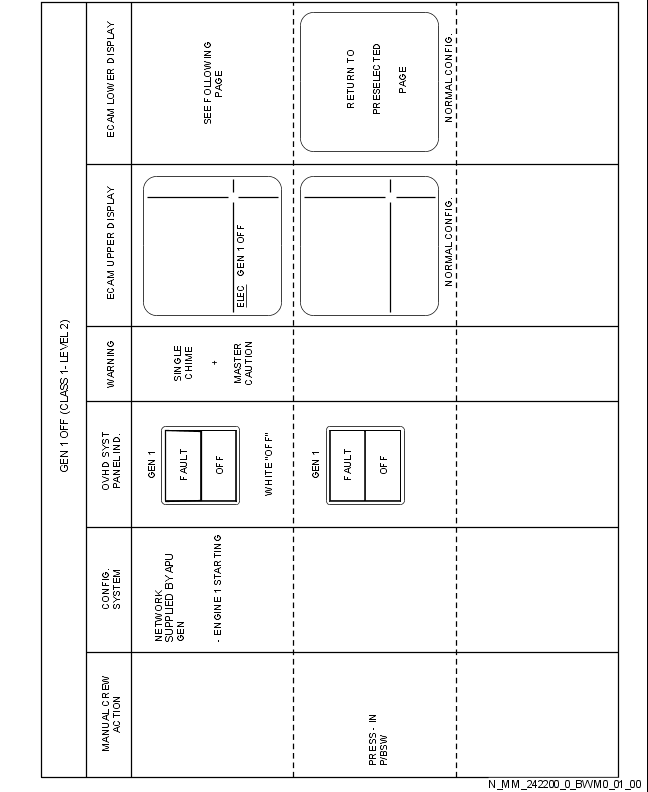 GEN 1 OFF (CLASS 1- LEVEL 2)
MANUAL CREW
ACTION
CONFIG.
SYSTEM
OVHD SYST
PANEL IND.
WARNING
ECAM UPPER DISPLAY
ECAM LOWER DISPLAY
NETWORK
SUPPLIED BY APU
GEN
- ENGINE 1 STARTING
GEN 1
FAULT
OFF
WHITE "OFF"
SINGLE
CHIME
+
MASTER
CAUTION
ELEC GEN 1 OFF
SEE FOLLOWING
PAGE
PRESS - IN
P/BSW
GEN 1
FAULT
OFF
NORMAL CONFIG.
RETURN TO
PRESELECTED
PAGE
NORMAL CONFIG.
N_MM_242200_0_BWM0_01_00